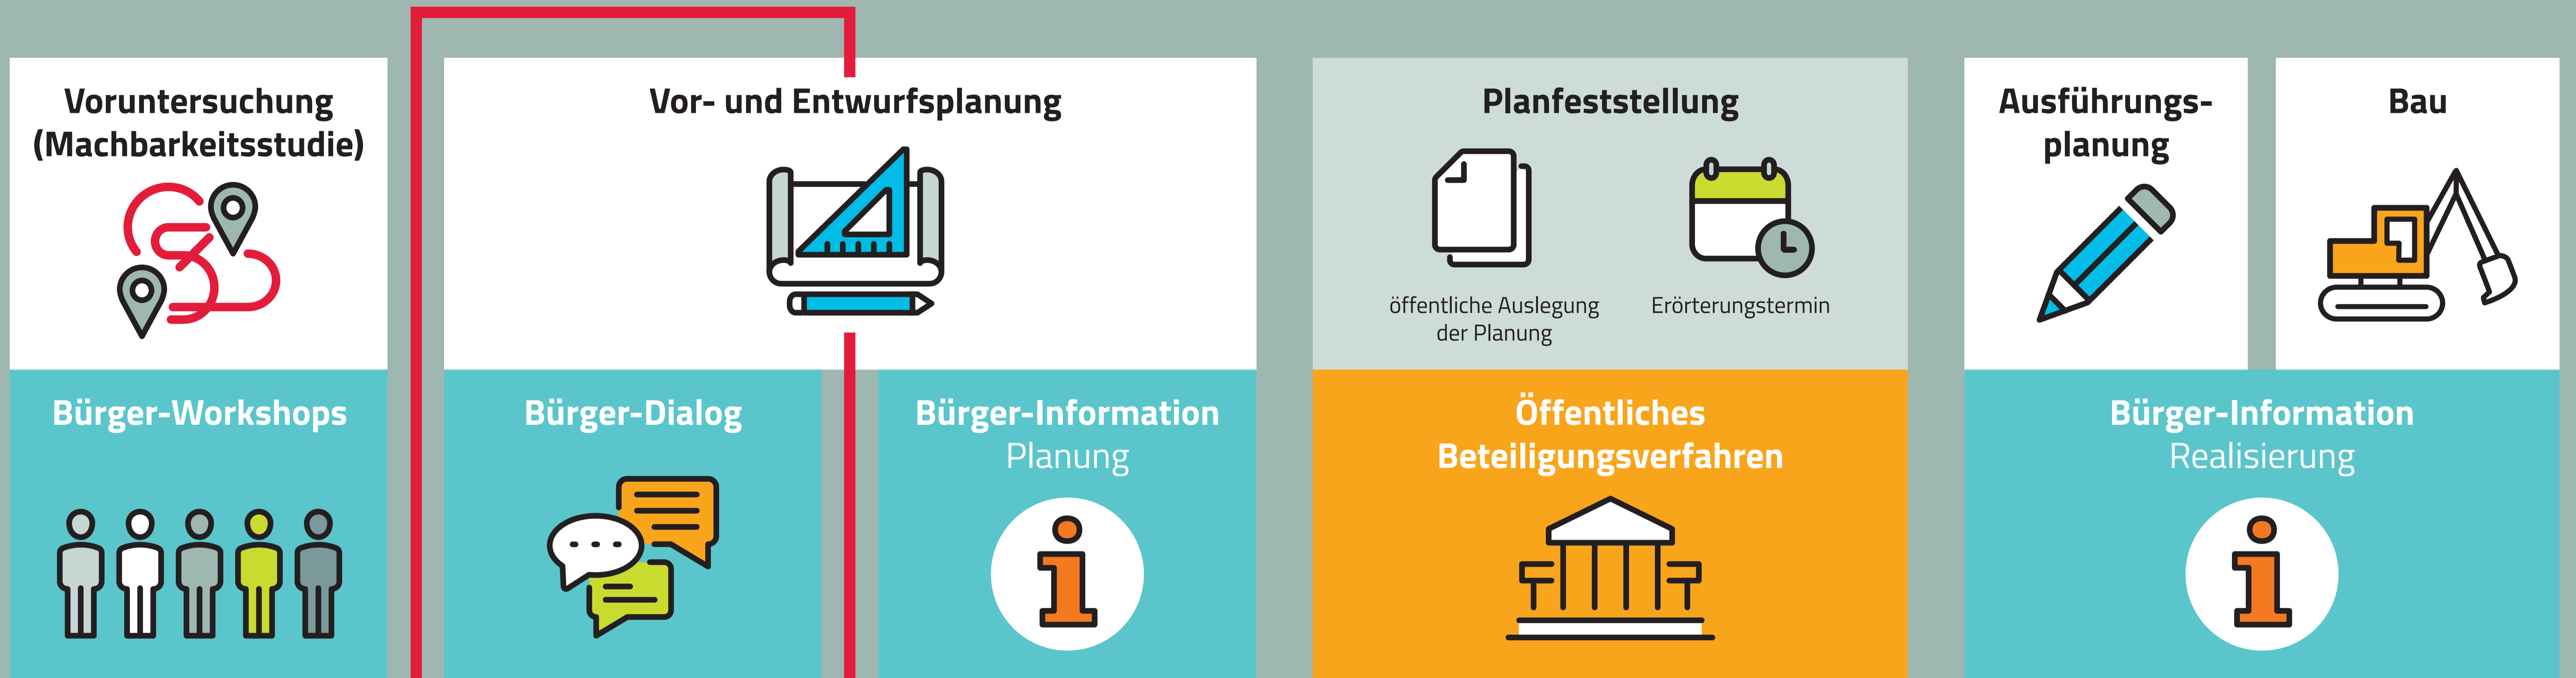 Voruntersuchung
(Machbarkeitsstudie)
Bürger-Workshops
Vor- und Entwurfsplanung
Bürger-Dialog
Bürger-Information
Planung
Planfeststellung
öffentliche Auslegung
der Planung
Erörterungstermin
Öffentliches
Beteiligungsverfahren
Ausführungs-
planung
Bau
Bürger-Information
Realisierung